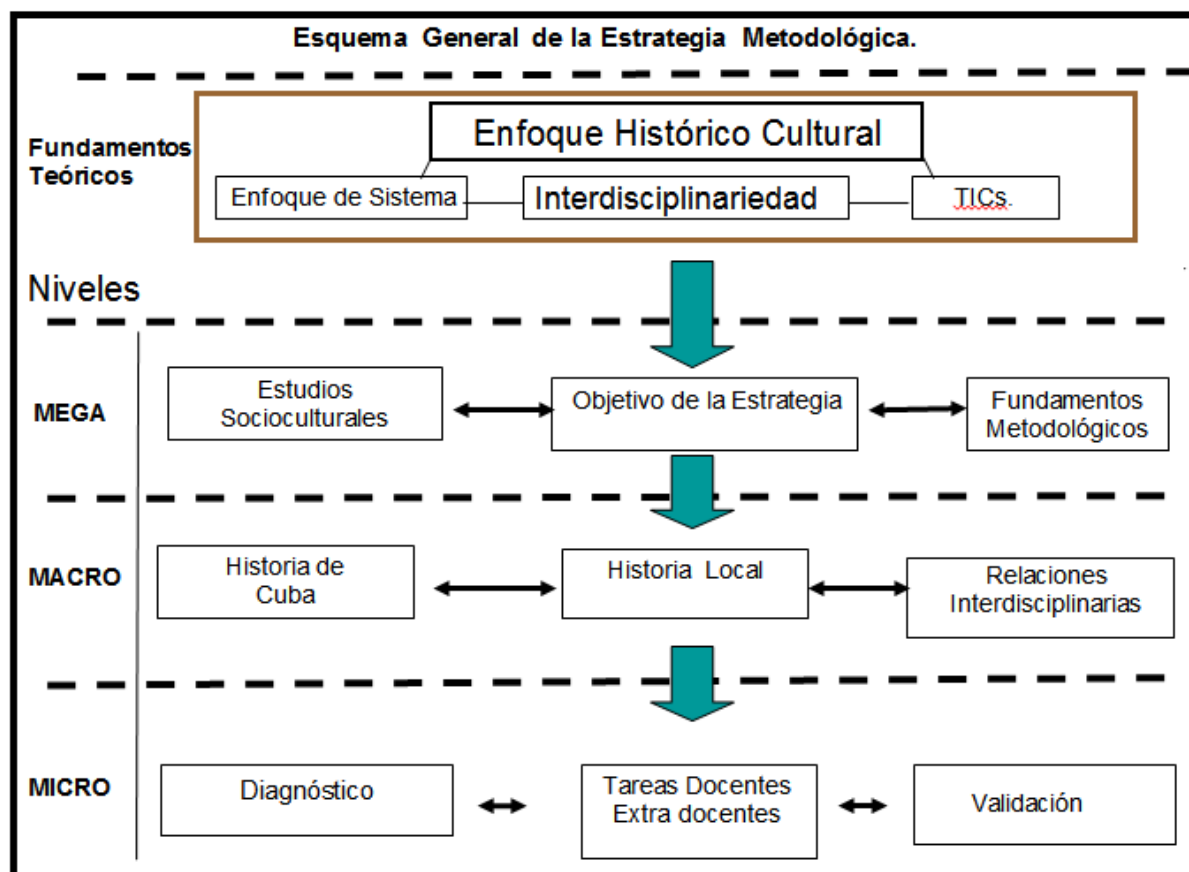 Esquema General de la Estrategia Metodológica.
Fundamentos
Teóricos
Enfoque Histórico Cultural
Enfoque de Sistema
Interdisciplinariedad
TICs.
Niveles
MEGA
Estudios
Socioculturales
Objetivo de la Estrategia
Fundamentos
Metodológicos
MACRO
Historia de
Cuba
Historia Local
Relaciones
Interdisciplinarias
MICRO
Diagnóstico
Tareas Docentes
Extra docentes
Validación